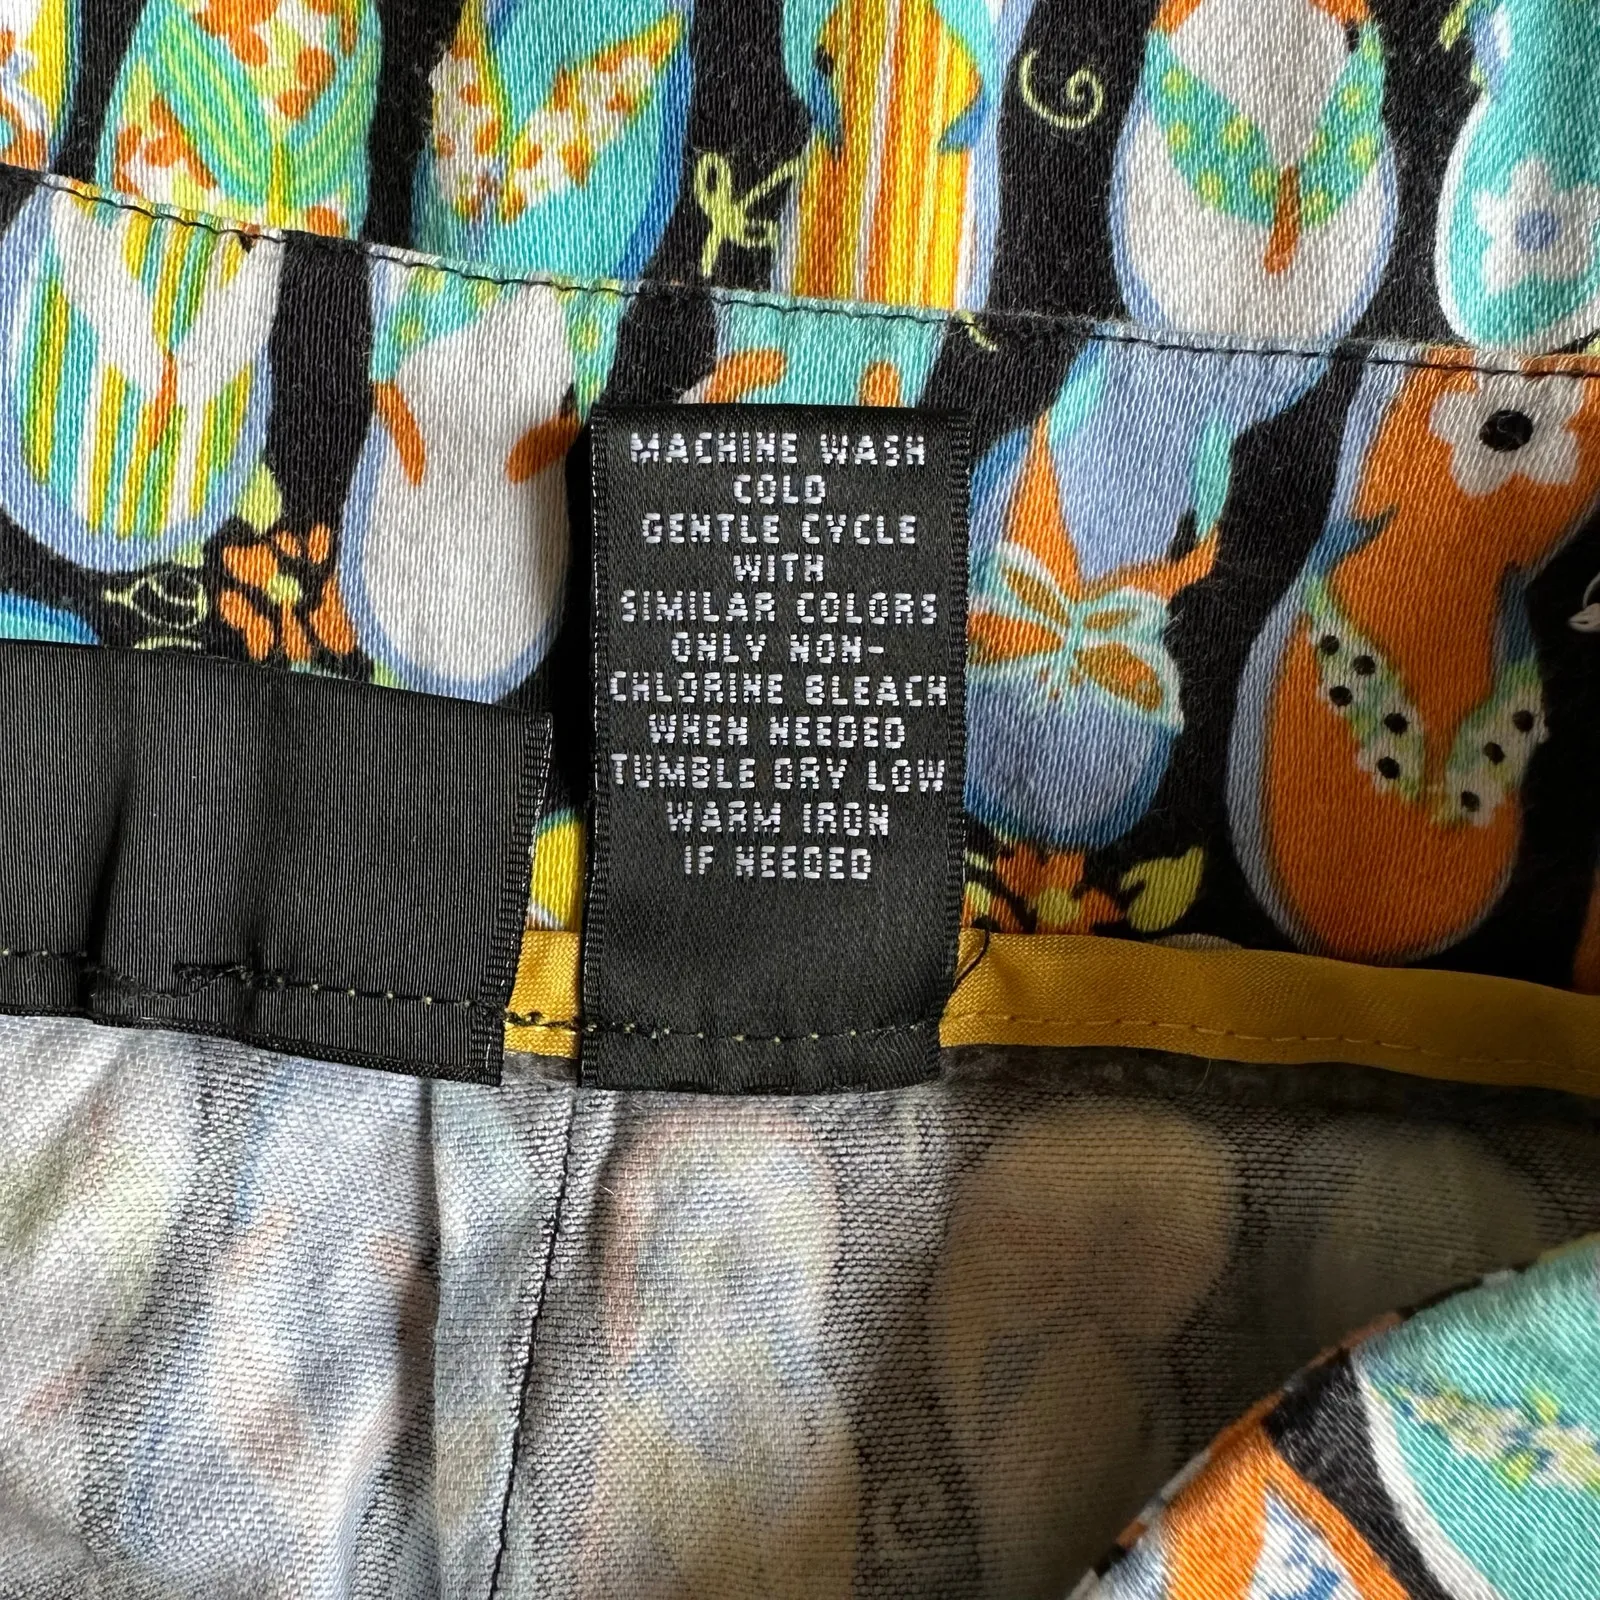 MACHINE WASH
COLD
GENTLE CYCLE
WITH
SIMILAR COLORS
ONLY NON-
CHLORINE BLEACH
WHEN NEEDED
TUMBLE DRY LOW
WARM IRON
IF NEEDED